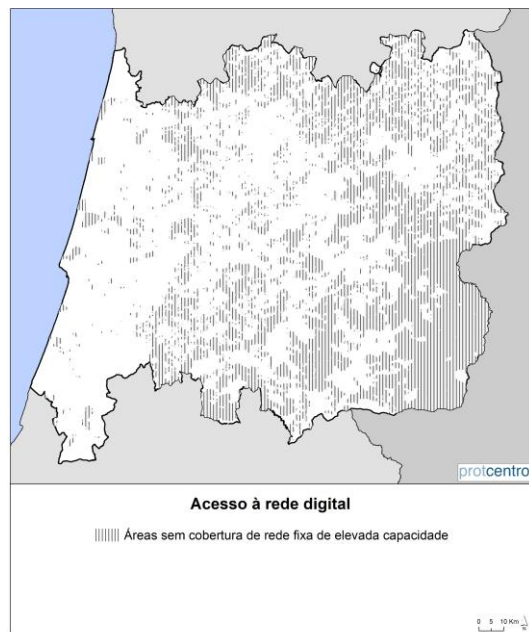 protcentro
Acesso à rede digital
Áreas sem cobertura de rede fixa de elevada capacidade
0 5 10 Km